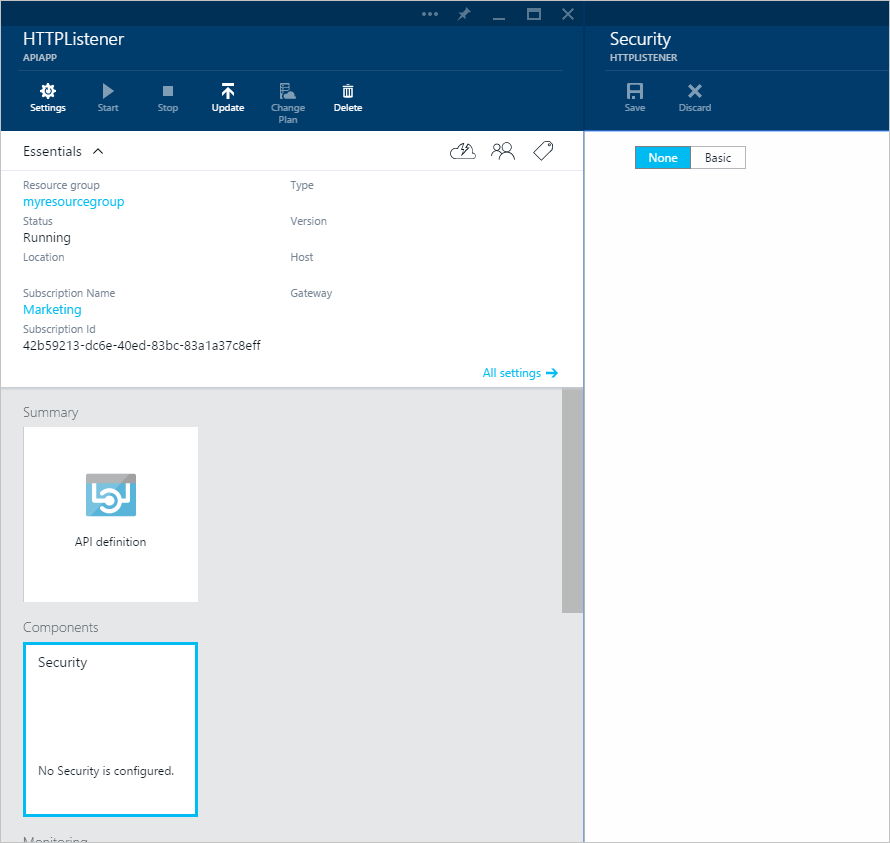 HTTPListener
APIAPP
Settings
Start
Stop
Update
Change
Plan
Delete
Essentials
Resource group
myresourcegroup
Status
Running
Location
Subscription Name
Marketing
Subscription Id
42b59213-dc6e-40ed-83bc-83a1a37c8eff
Type
Version
Host
Gateway
All settings
Summary
API definition
Components
Security
No Security is configured.
Monitoring
Security
HTTPLISTENER
Save
Discard
None
Basic